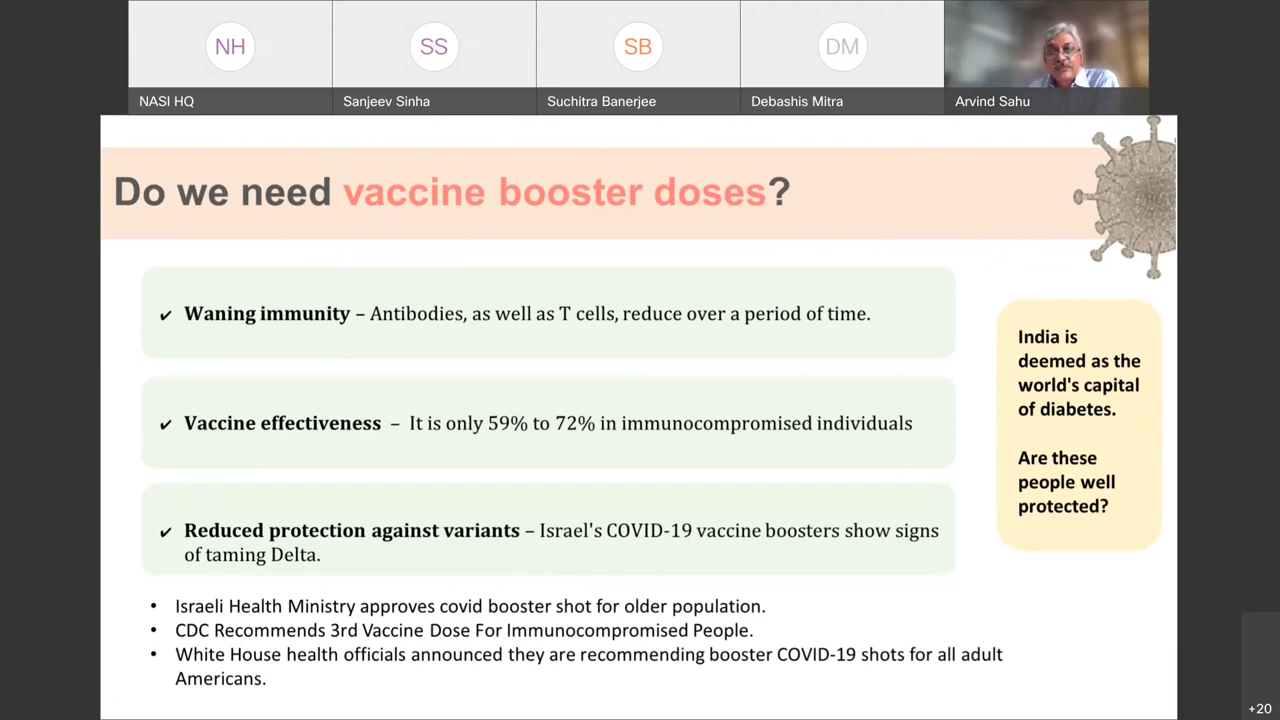 NH
SS
SB
DM
NASI HQ
Sanjeev Sinha
Suchitra Banerjee
Debashis Mitra
Arvind Sahu
Do we need vaccine booster doses?
✔ Waning immunity – Antibodies, as well as T cells, reduce over a period of time.
✔ Vaccine effectiveness – It is only 59% to 72% in immunocompromised individuals
✔ Reduced protection against variants – Israel's COVID-19 vaccine boosters show signs
of taming Delta.
India is
deemed as the
world's capital
of diabetes.
Are these
people well
protected?
• Israeli Health Ministry approves covid booster shot for older population.
• CDC Recommends 3rd Vaccine Dose For Immunocompromised People.
• White House health officials announced they are recommending booster COVID-19 shots for all adult
Americans.
+20